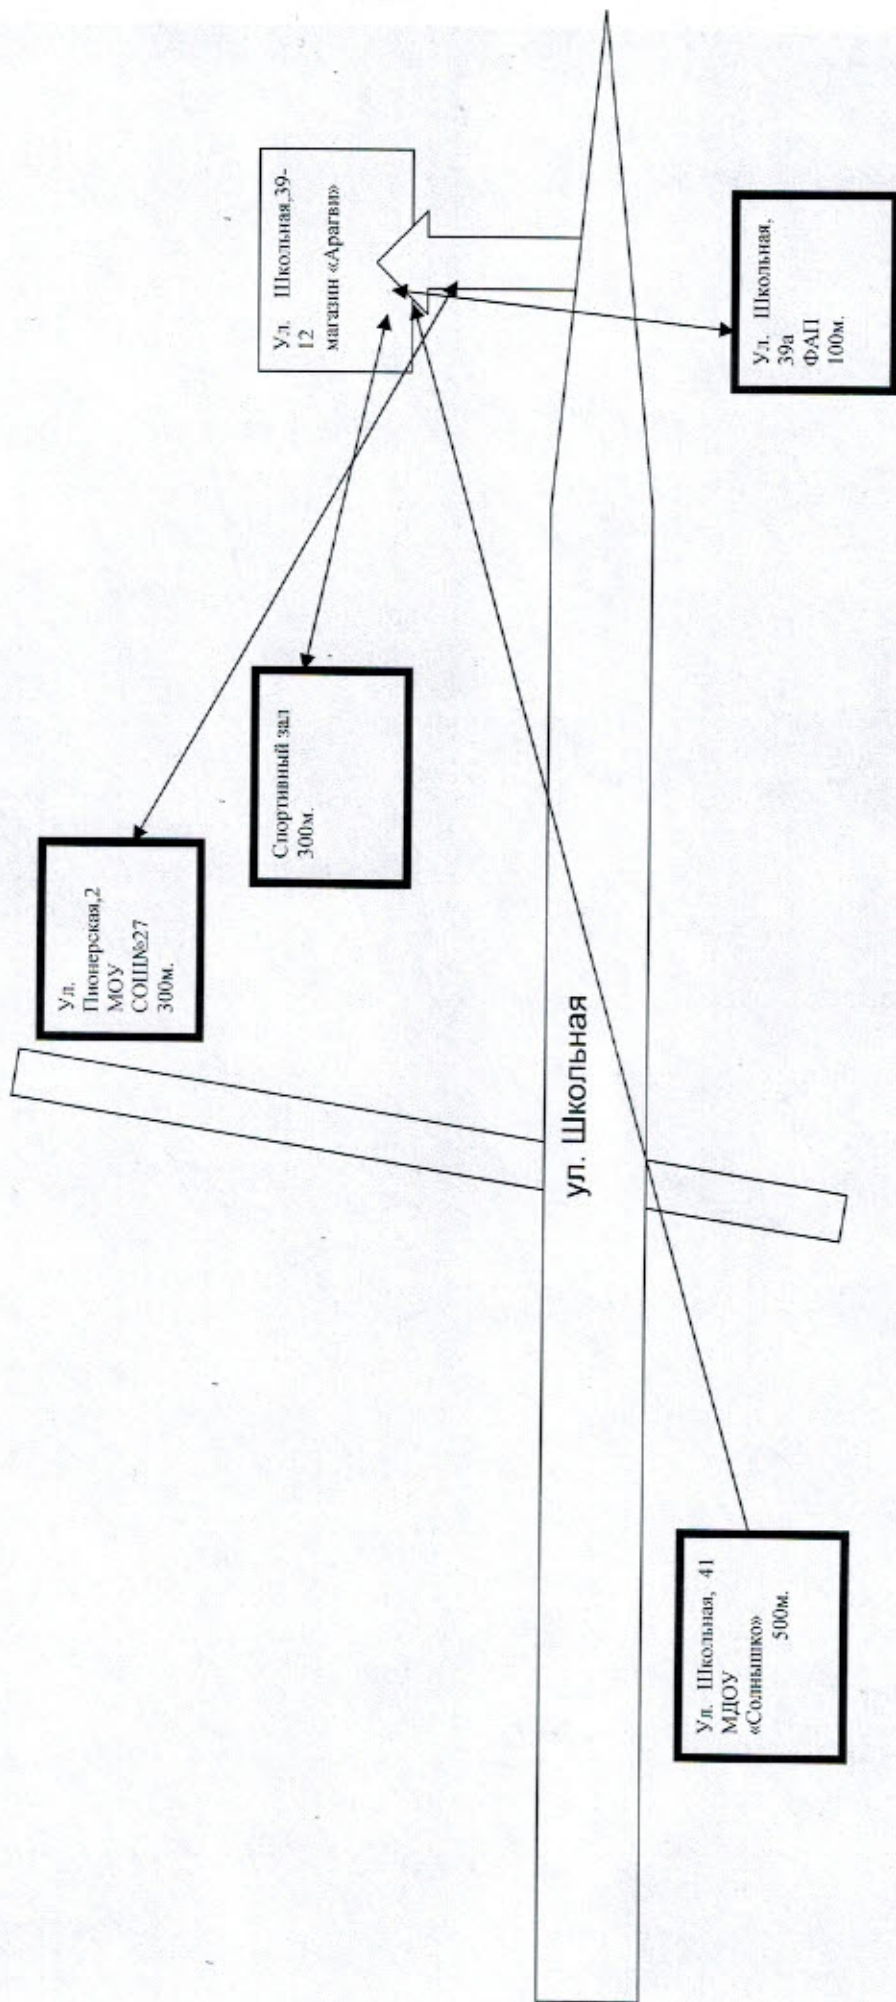 Ул. Пионерская,2
МОУ
СОШ№27
300м.
Спортивный зал
300м.
Ул. Школьная,39-
12
магазин «Арагви»
ул. Школьная
Ул. Школьная, 41
МДОУ
«Солнышко»
500м.
Ул. Школьная,
39а
ФАП
100м.